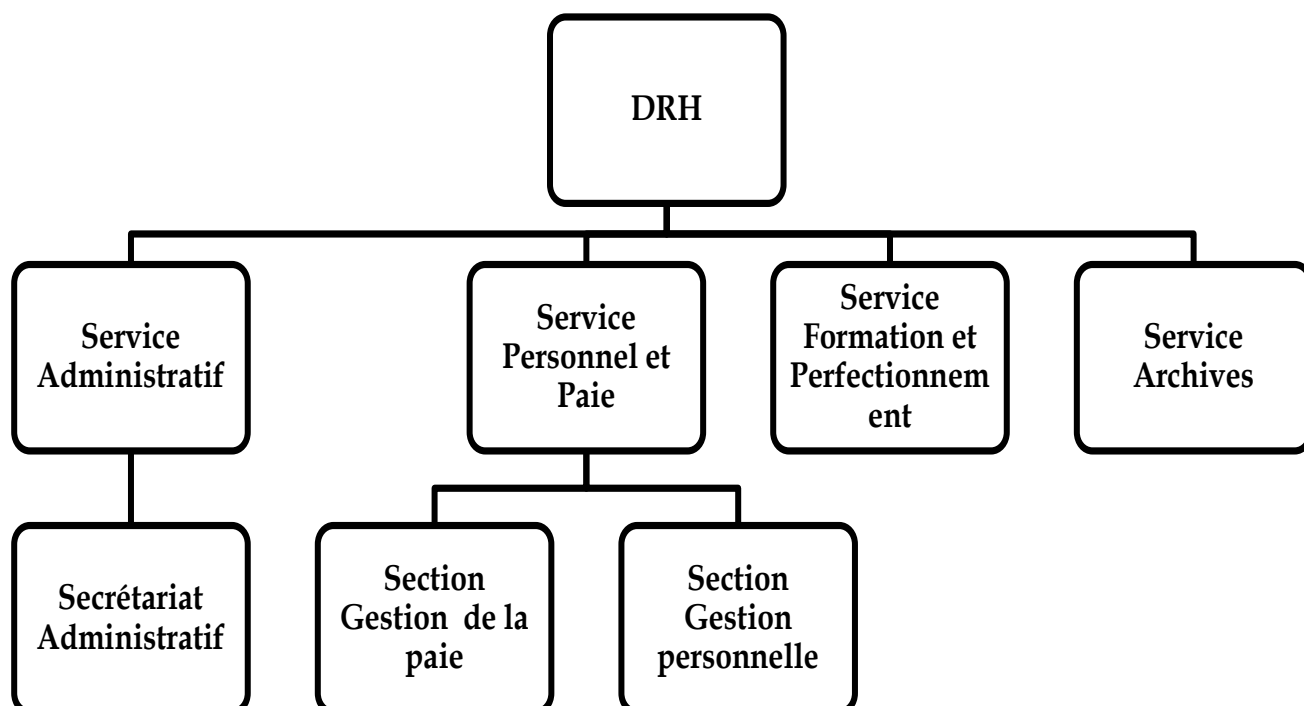 DRH
Service
Administratif
Service
Personnel et
Paie
Service
Formation et
Perfectionnem
ent
Service
Archives
Secrétariat
Administratif
Section
Gestion  de la
paie
Section
Gestion
personnelle